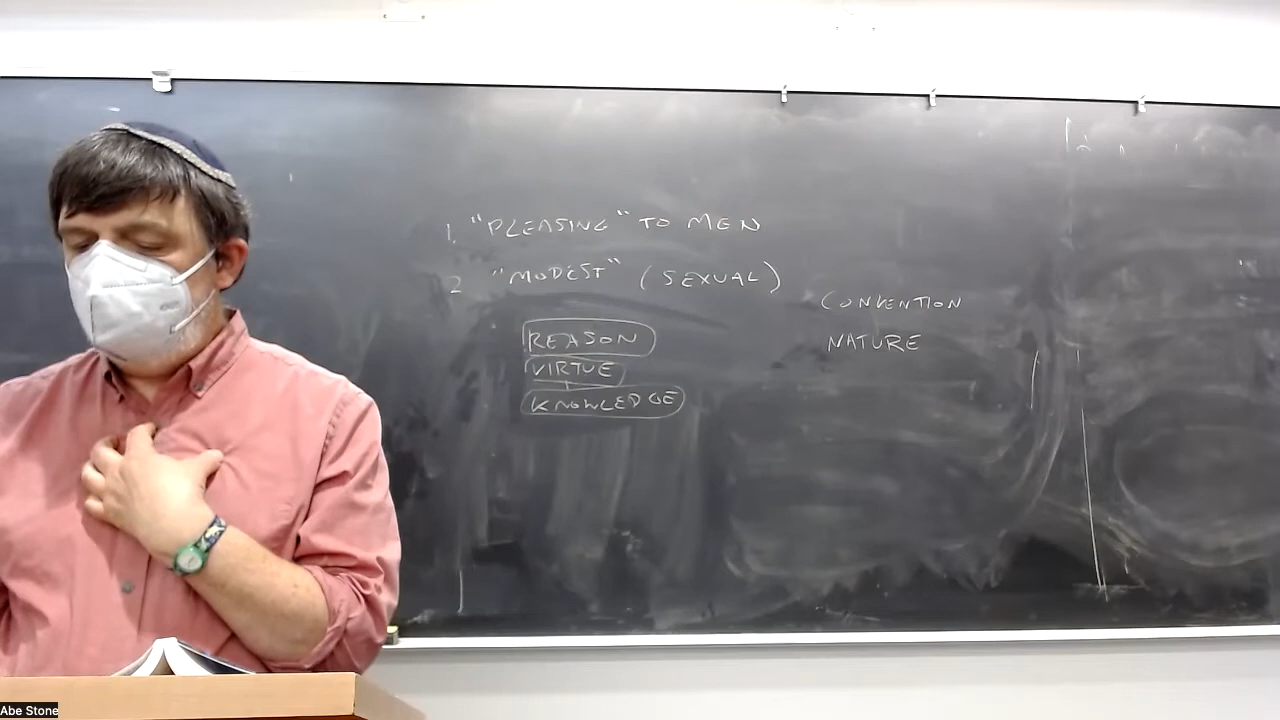 1. "PLEASING" TO MEN
2 "MODEST" (SEXUAL)
CONVENTION
REASON
NATURE
VIRTUE
KNOWLEDGE
Abe Stone